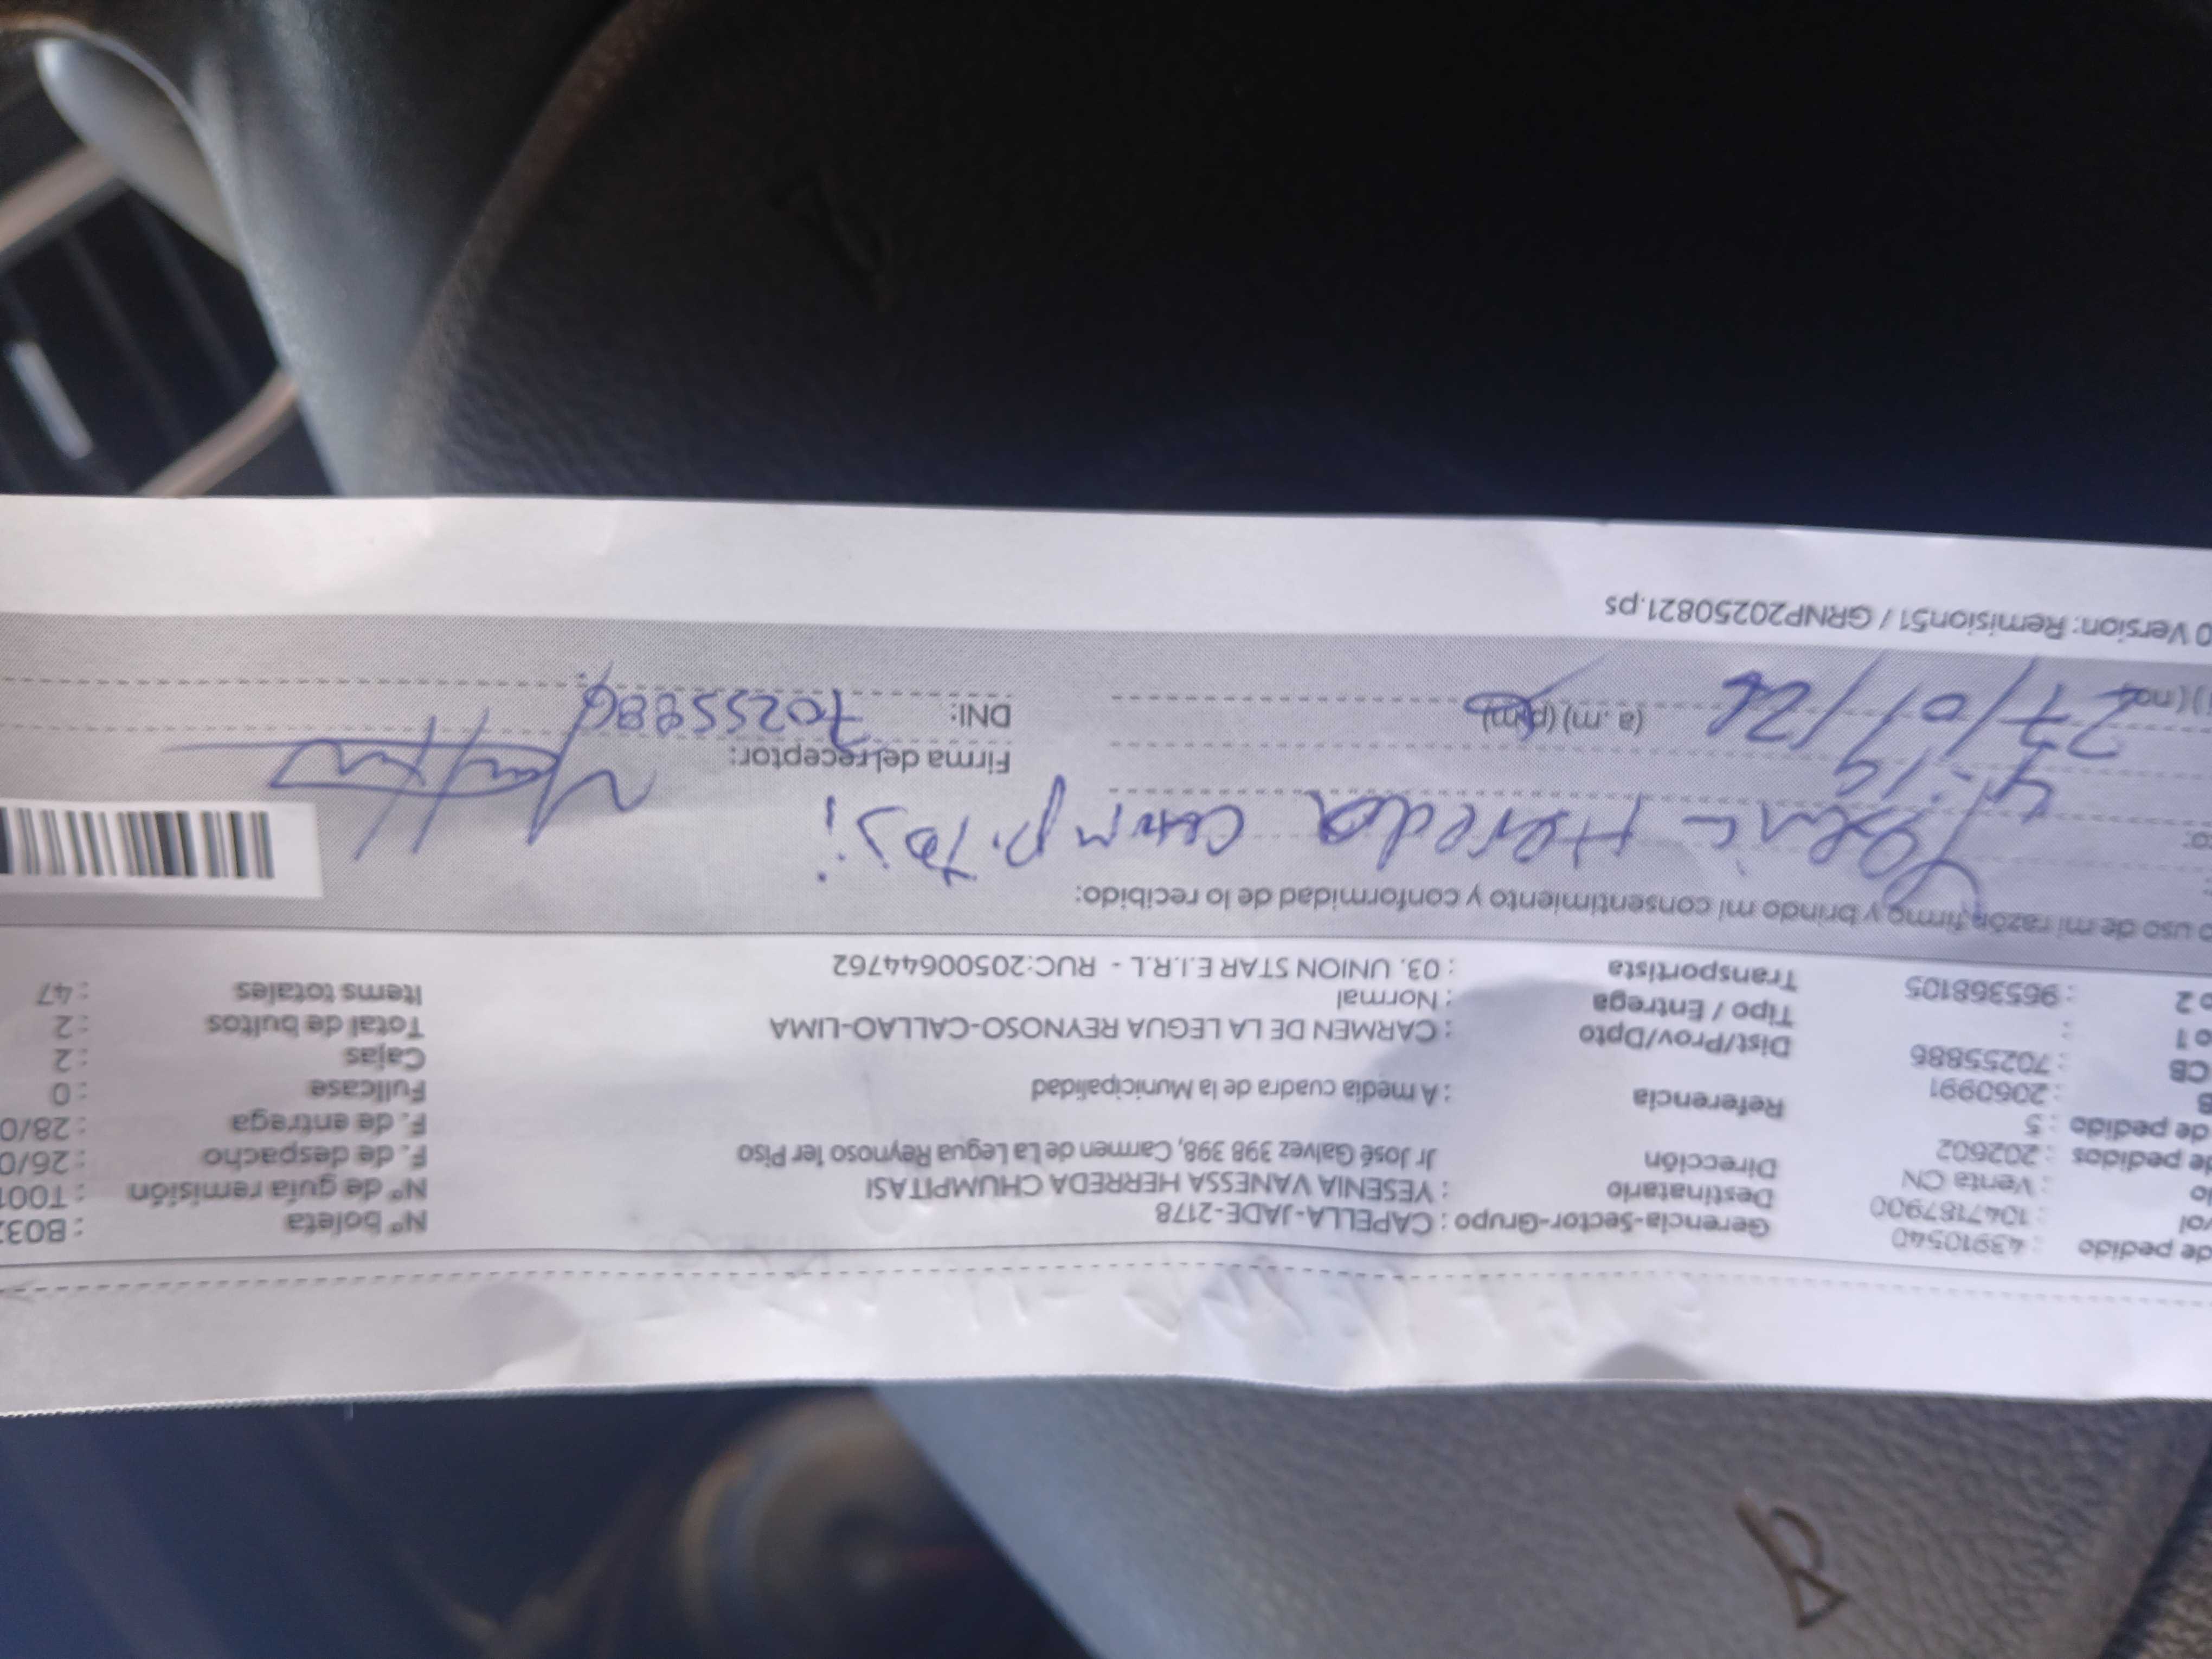 de pedido : 43910540 Gerencia-Sector-Grupo : CAPELLA-JADE-2178 Nº boleta : B03
: 1047187900 Destinatario : YESENIA VANESSA HERREDA CHUMPITASI Nº de guía remisión : T001
: Venta CN Dirección Jr José Galvez 398 398, Carmen de La Legua Reynoso 1er Piso F. de despacho : 26/0
de pedidos : 202602 Referencia : A media cuadra de la Municipalidad F. de entrega : 28/0
de pedido : 5 Dist/Prov/Dpto : CARMEN DE LA LEGUA REYNOSO-CALLAO-LIMA Fullcase : 0
B : 2060991 Tipo / Entrega : Normal Cajas : 2
CB : 70255886 Transportista : 03. UNION STAR E.I.R.L - RUC:20500644762 Total de bultos : 2
o 1 : Items totales : 47
2 : 965368105
uso de mi razón firmo y brindo mi consentimiento y conformidad de lo recibido:
Herreda Chumpitasi
4:19 Firma del receptor:
27/01/26 (a.m) (p.m) DNI: 70255886
0 Version: Remision51 / GRNP20250821.ps